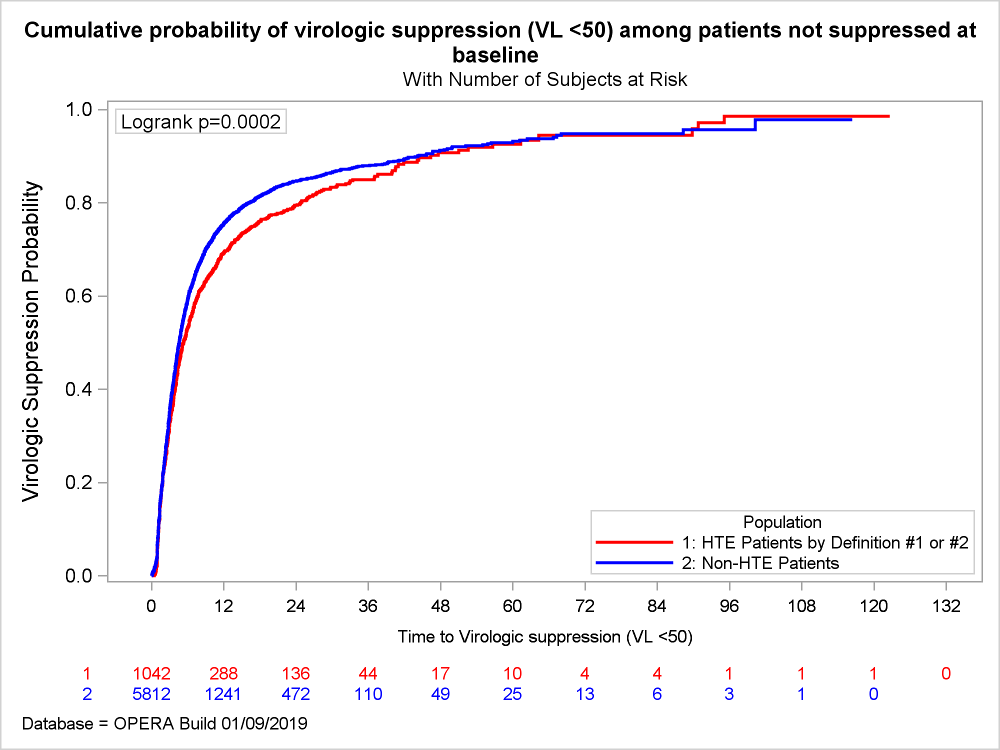 Cumulative probability of virologic suppression (VL <50) among patients not suppressed at
baseline
With Number of Subjects at Risk
Logrank p=0.0002
Virologic Suppression Probability
1.0
0.8
0.6
0.4
0.2
0.0
Population
1: HTE Patients by Definition #1 or #2
2: Non-HTE Patients
0 12 24 36 48 60 72 84 96 108 120 132
Time to Virologic suppression (VL <50)
1 1042 288 136 44 17 10 4 4 1 1 1 0
2 5812 1241 472 110 49 25 13 6 3 1 0
Database = OPERA Build 01/09/2019